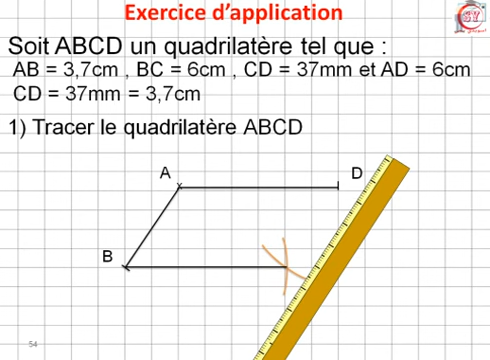 Exercice d'application
SY
Soit ABCD un quadrilatère tel que :
AB = 3,7cm , BC = 6cm , CD = 37mm et AD = 6cm
CD = 37mm = 3,7cm
1) Tracer le quadrilatère ABCD
A
D
B
54